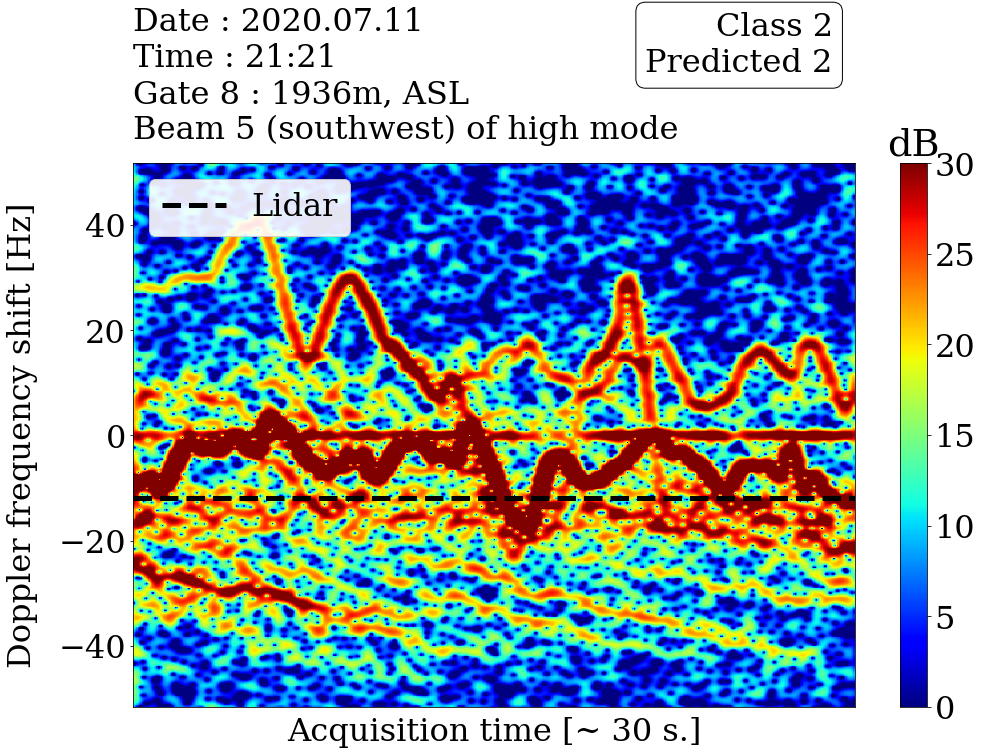 Date : 2020.07.11
Time : 21:21
Gate 8 : 1936m, ASL
Beam 5 (southwest) of high mode
Class 2
Predicted 2
dB
Lidar
Doppler frequency shift [Hz]
40
20
0
−20
−40
30
25
20
15
10
5
0
Acquisition time [~ 30 s.]